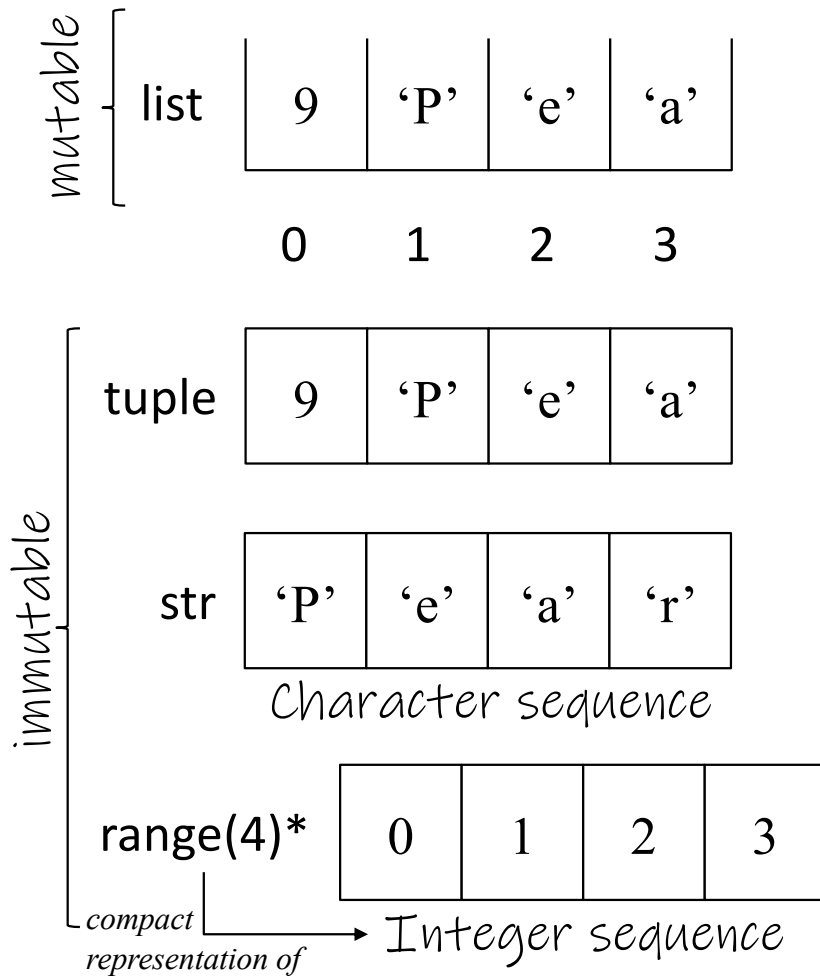 mutable
list 9 ‘P’ ‘e’ ‘a’
0 1 2 3
immutable
tuple 9 ‘P’ ‘e’ ‘a’
str ‘P’ ‘e’ ‘a’ ‘r’
Character sequence
range(4)* 0 1 2 3
compact
representation of
Integer sequence